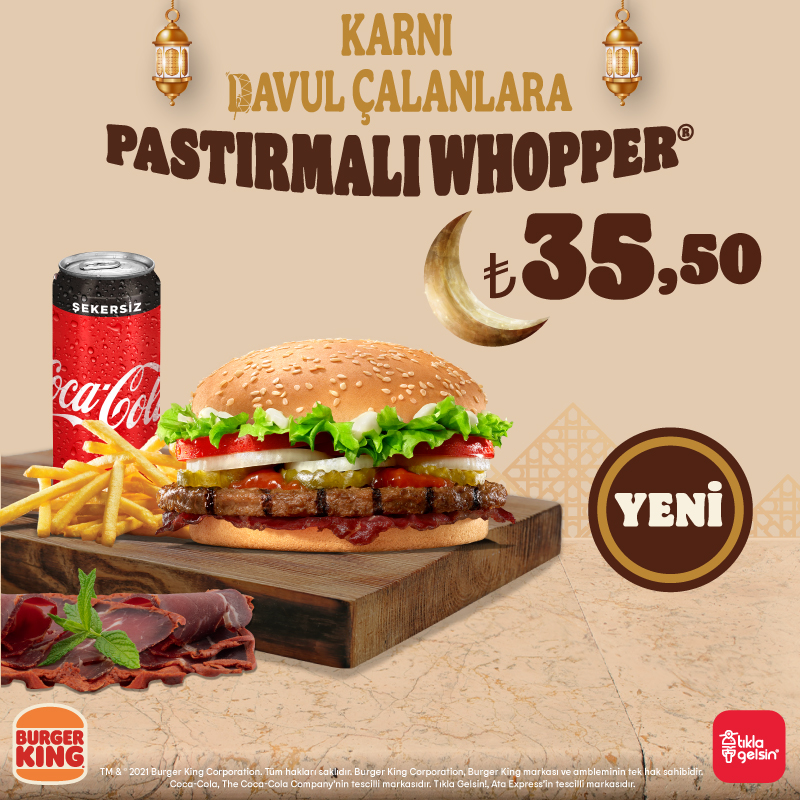 KARNI
DAVUL ÇALANLARA
PASTIRMALI WHOPPER®
₺35,50
ŞEKERSİZ
Coca-Cola
YENİ
BURGER
KING
tıkla
gelsin®
TM & © 2021 Burger King Corporation. Tüm hakları saklıdır. Burger King Corporation, Burger King markası ve ambleminin tek hak sahibidir.
Coca-Cola, The Coca-Cola Company'nin tescilli markasıdır. Tıkla Gelsin!, Ata Express'in tescilli markasıdır.